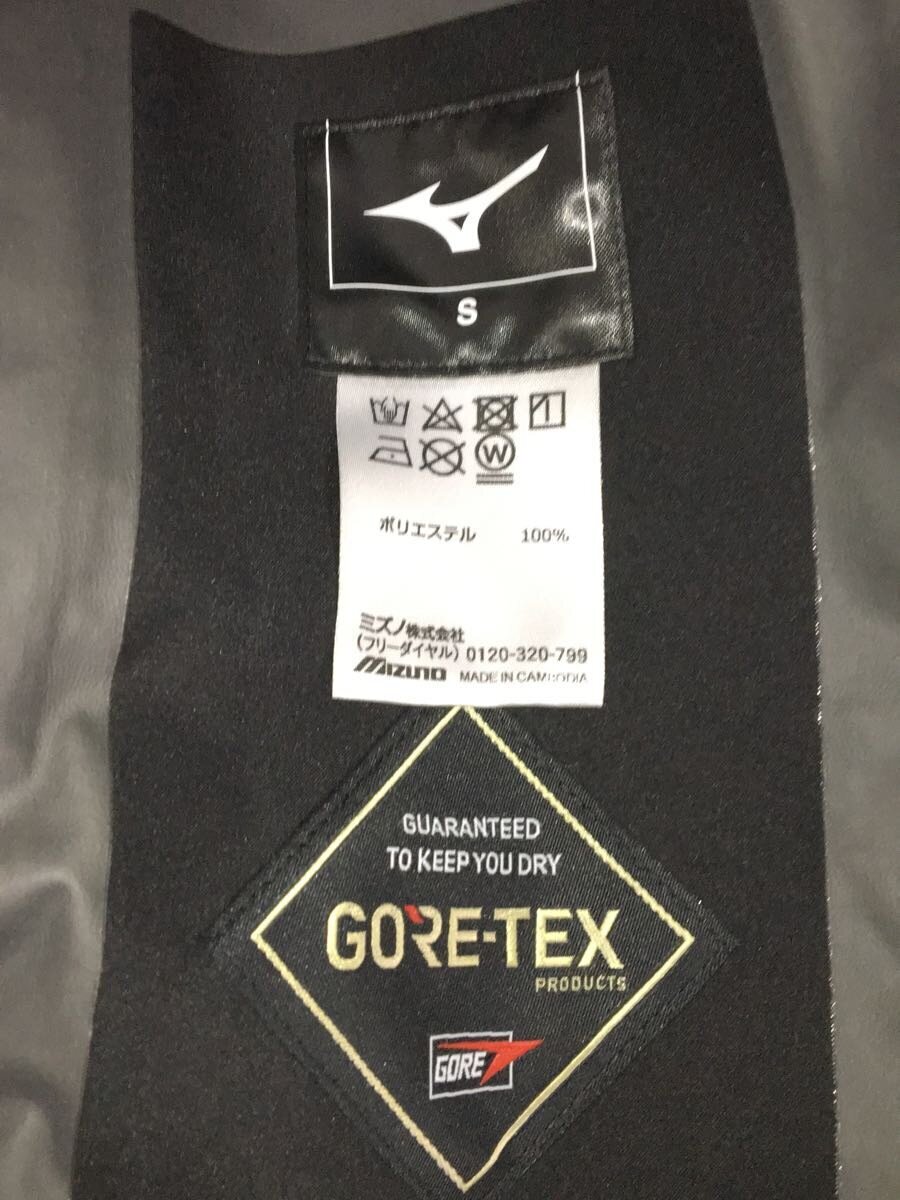 S
W
ポリエステル 100%
ミズノ株式会社
(フリーダイヤル) 0120-320-799
MIZUNO MADE IN CAMBODIA
GUARANTEED
TO KEEP YOU DRY
GORE-TEX
PRODUCTS
GORE